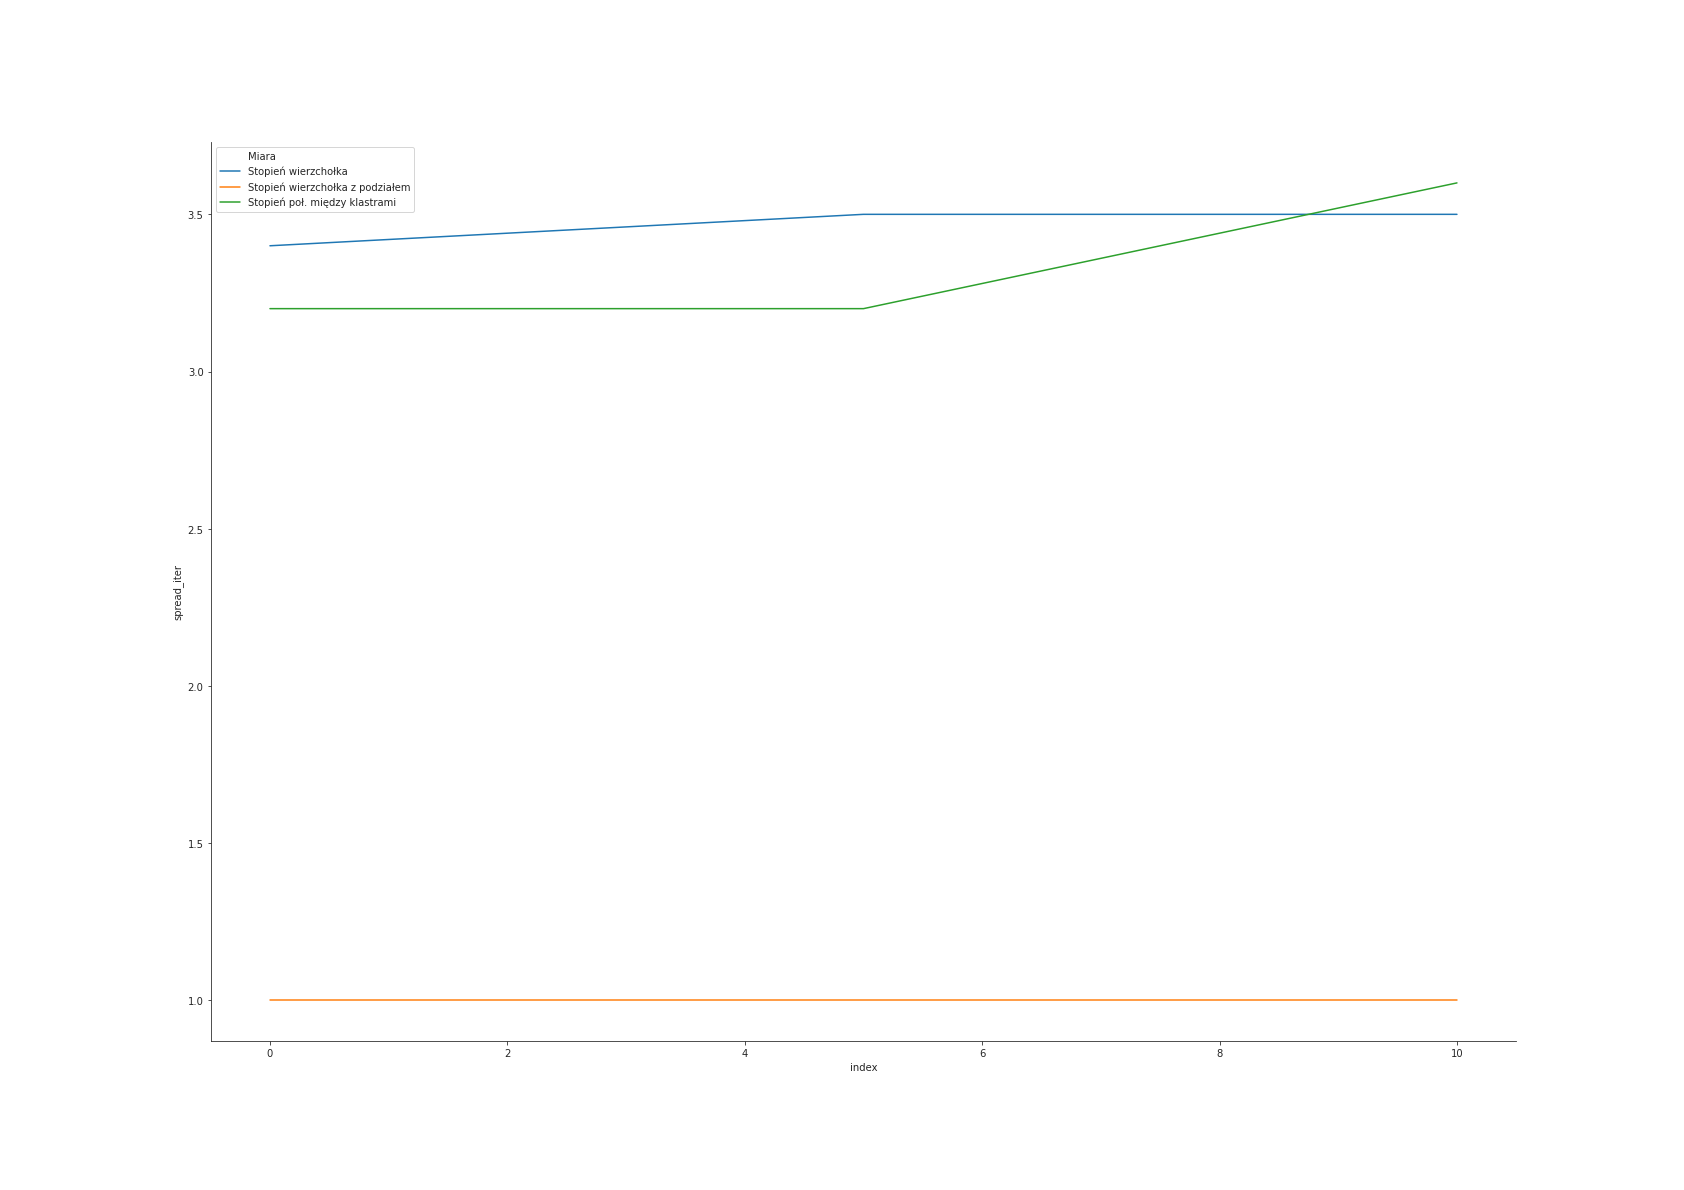 Miara
Stopień wierzchołka
Stopień wierzchołka z podziałem
Stopień poł. między klastrami
3.5
3.0
2.5
2.0
1.5
1.0
spread_iter
0 2 4 6 8 10
index